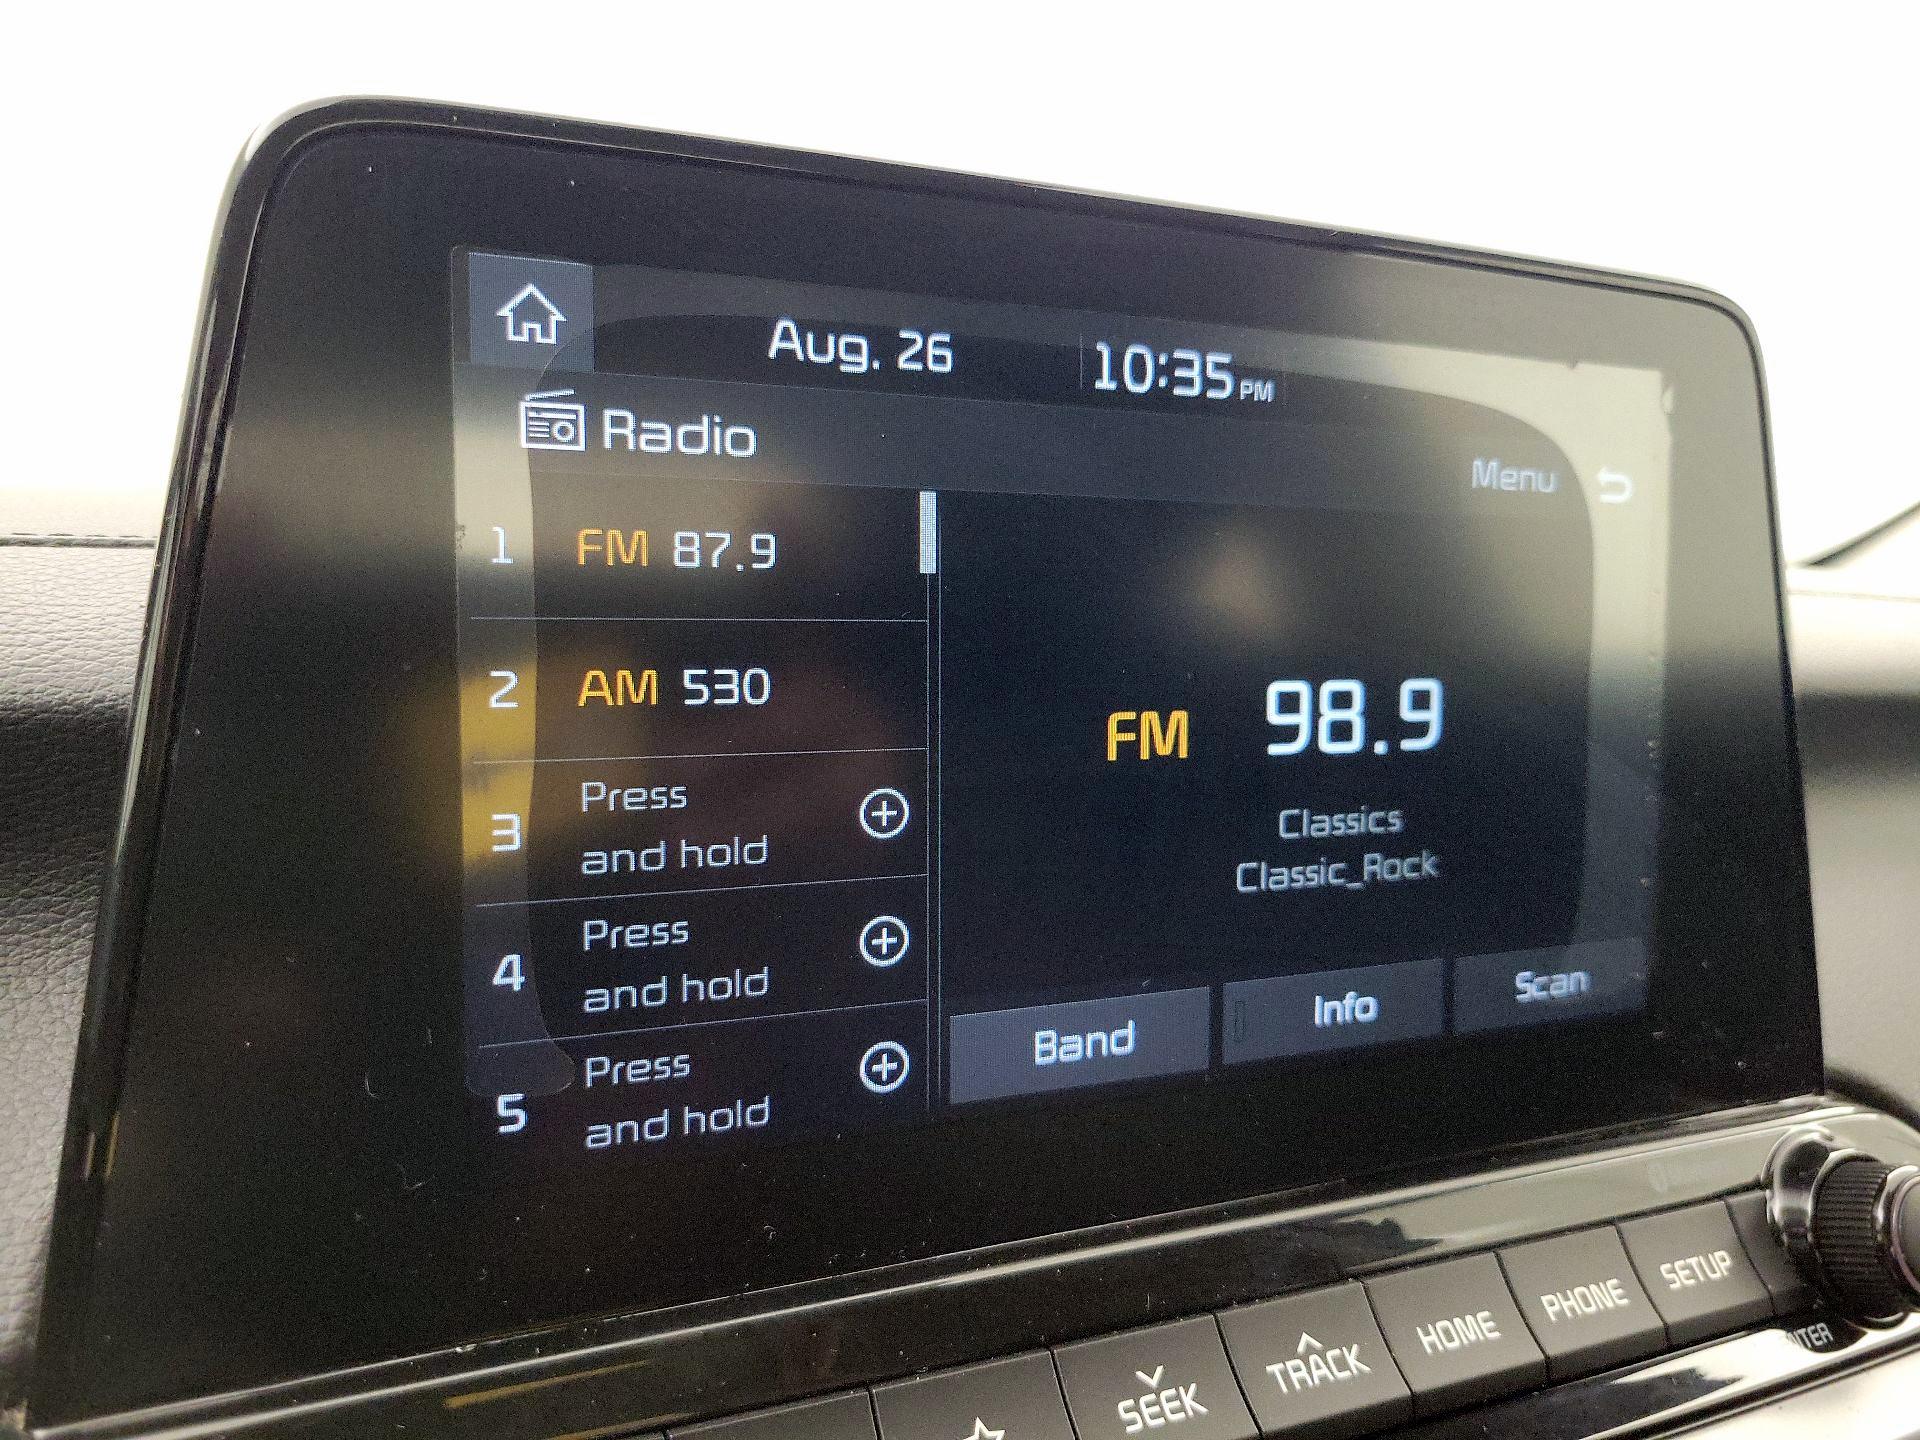 Aug. 26
10:35 PM
Radio
Menu
1 FM 87.9
2 AM 530
3 Press
and hold
4 Press
and hold
5 Press
and hold
FM 98.9
Classics
Classic_Rock
Band
Info
Scan
SEEK
TRACK
HOME
PHONE
SETUP